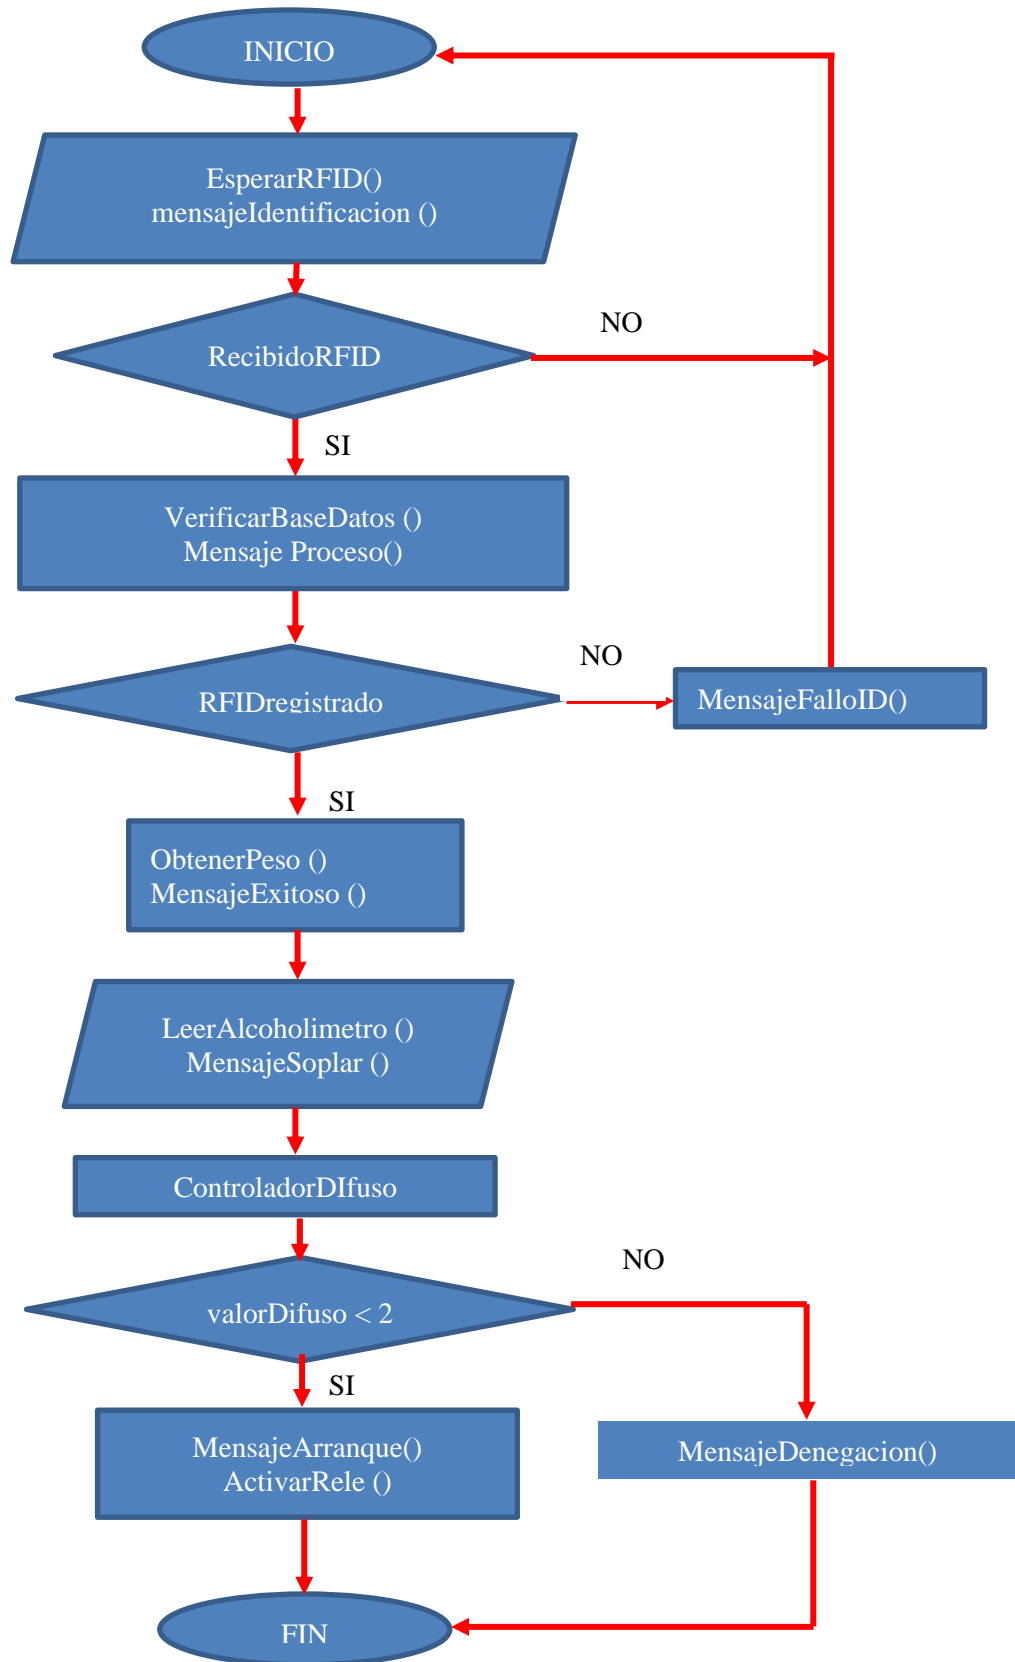 INICIO
EsperarRFID()
mensajeIdentificacion ()
NO
RecibidoRFID
SI
VerificarBaseDatos ()
Mensaje Proceso()
NO
RFIDregistrado
MensajeFalloID()
SI
ObtenerPeso ()
MensajeExitoso ()
LeerAlcoholimetro ()
MensajeSoplar ()
ControladorDIfuso
NO
valorDifuso < 2
SI
MensajeArranque()
ActivarRele ()
MensajeDenegacion()
FIN